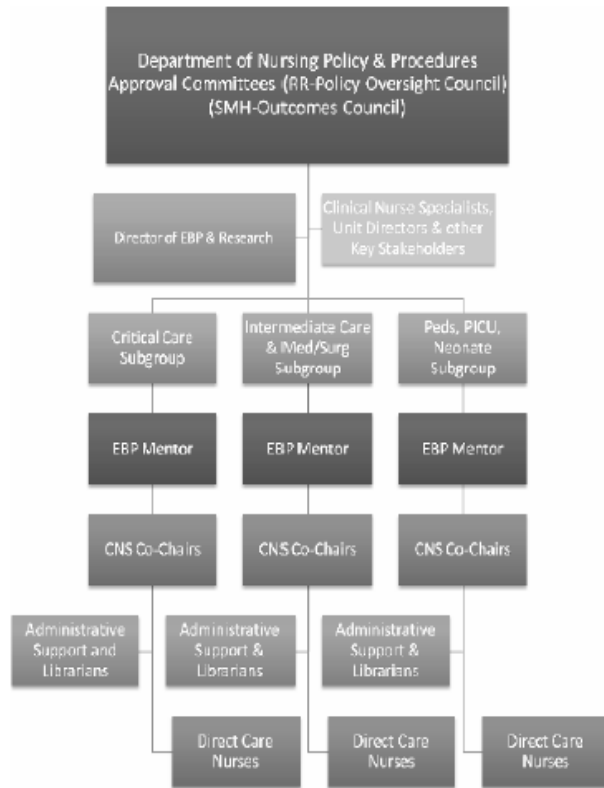 Department of Nursing Policy & Procedures
Approval Committees (RR-Policy Oversight Council)
(SMH-Outcomes Council)
Director of EBP & Research
Clinical Nurse Specialists,
Unit Directors & other
Key Stakeholders
Critical Care
Subgroup
Intermediate Care
& Med/Surg
Subgroup
Peds, PICU,
Neonate
Subgroup
EBP Mentor
EBP Mentor
EBP Mentor
CNS Co-Chairs
CNS Co-Chairs
CNS Co-Chairs
Administrative
Support and
Librarians
Administrative
Support &
Librarians
Administrative
Support &
Librarians
Direct Care
Nurses
Direct Care
Nurses
Direct Care
Nurses